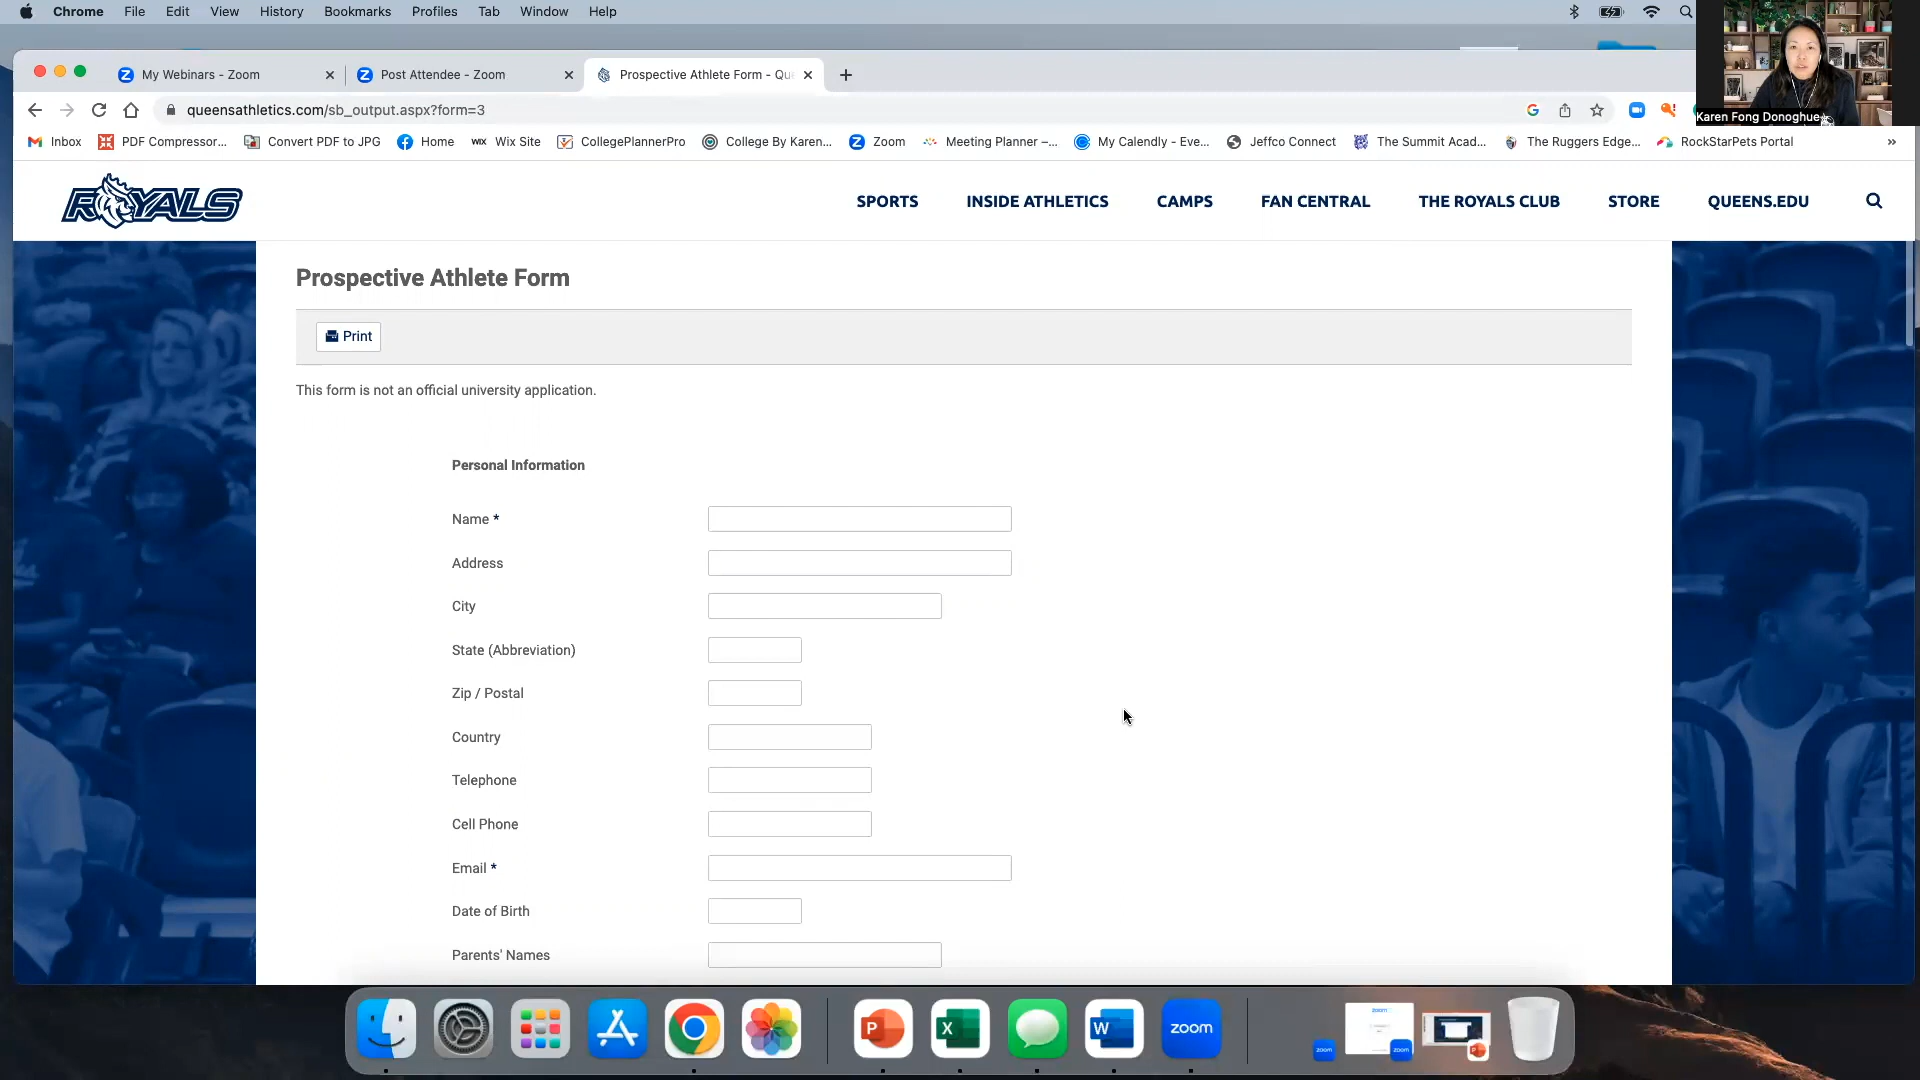 Chrome File Edit View History Bookmarks Profiles Tab Window Help
My Webinars - Zoom
Post Attendee - Zoom
Prospective Athlete Form - Qu
queensathletics.com/sb_output.aspx?form=3
Karen Fong Donoghue
Inbox PDF Compressor... Convert PDF to JPG Home WIX Wix Site CollegePlannerPro College By Karen... Zoom Meeting Planner –... My Calendly - Eve... Jeffco Connect The Summit Acad... The Ruggers Edge... RockStarPets Portal »
ROYALS
SPORTS INSIDE ATHLETICS CAMPS FAN CENTRAL THE ROYALS CLUB STORE QUEENS.EDU
Prospective Athlete Form
Print
This form is not an official university application.
Personal Information
Name *
Address
City
State (Abbreviation)
Zip / Postal
Country
Telephone
Cell Phone
Email *
Date of Birth
Parents' Names
P X W zoom
zoom zoom